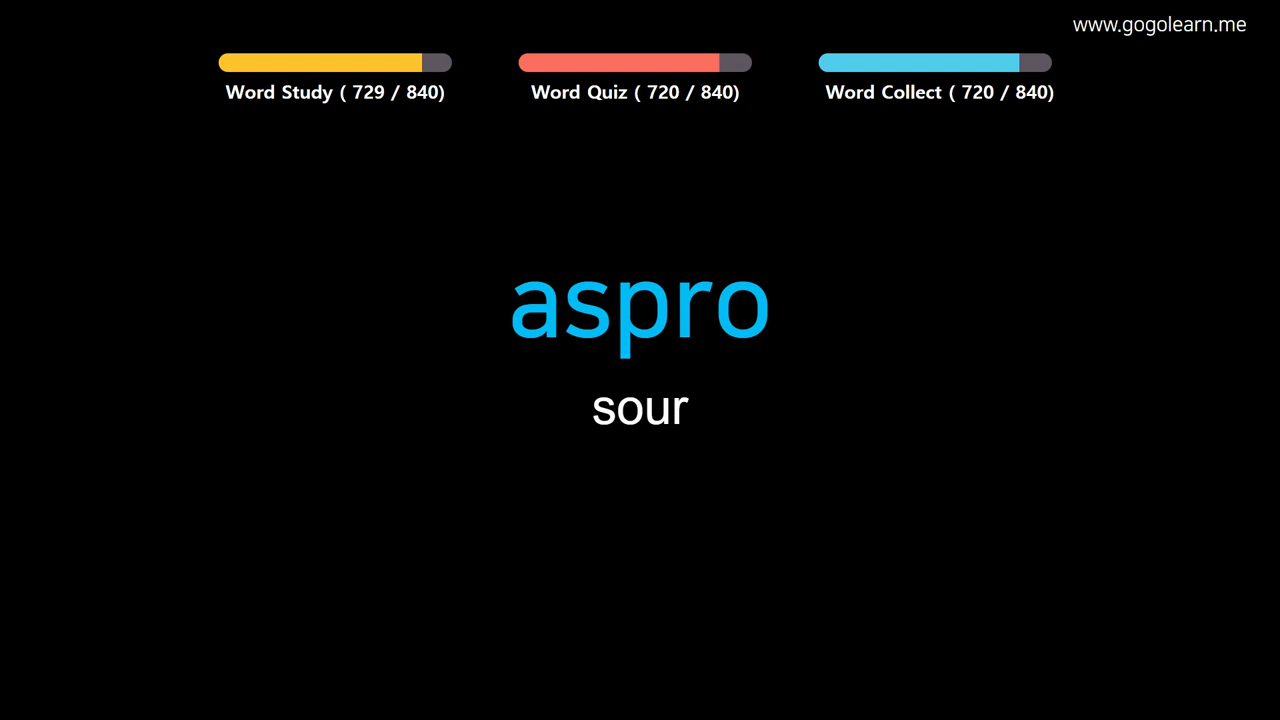 www.gogolearn.me
Word Study ( 729 / 840)
Word Quiz ( 720 / 840)
Word Collect ( 720 / 840)
aspro
sour